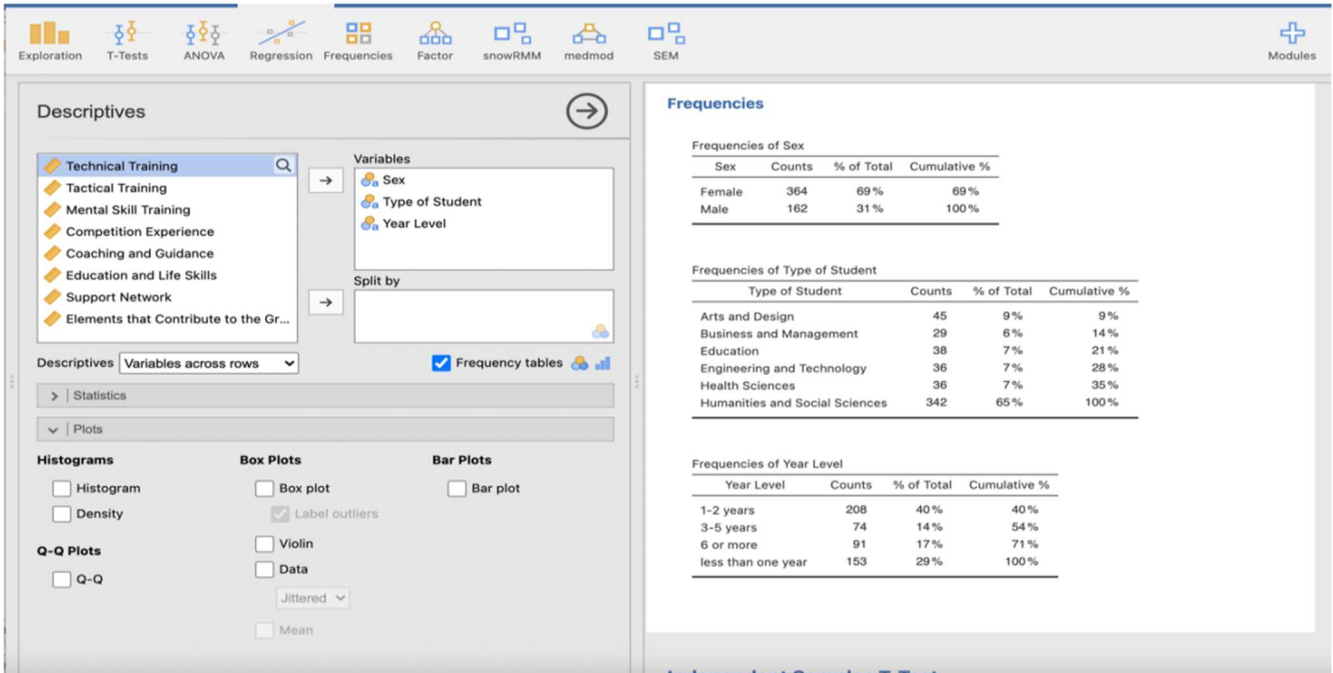 Exploration T-Tests ANOVA Regression Frequencies Factor snowRMM medmod SEM Modules
Descriptives
Technical Training
Tactical Training
Mental Skill Training
Competition Experience
Coaching and Guidance
Education and Life Skills
Support Network
Elements that Contribute to the Gr...
Variables
Sex
Type of Student
Year Level
Split by
Descriptives Variables across rows
Frequency tables
Statistics
Plots
Histograms
Histogram
Density
Q-Q Plots
Q-Q
Box Plots
Box plot
Label outliers
Violin
Data
Jittered
Mean
Bar Plots
Bar plot
Frequencies
Frequencies of Sex
Sex Counts % of Total Cumulative %
Female 364 69% 69%
Male 162 31% 100%
Frequencies of Type of Student
Type of Student Counts % of Total Cumulative %
Arts and Design 45 9% 9%
Business and Management 29 6% 14%
Education 38 7% 21%
Engineering and Technology 36 7% 28%
Health Sciences 36 7% 35%
Humanities and Social Sciences 342 65% 100%
Frequencies of Year Level
Year Level Counts % of Total Cumulative %
1-2 years 208 40% 40%
3-5 years 74 14% 54%
6 or more 91 17% 71%
less than one year 153 29% 100%